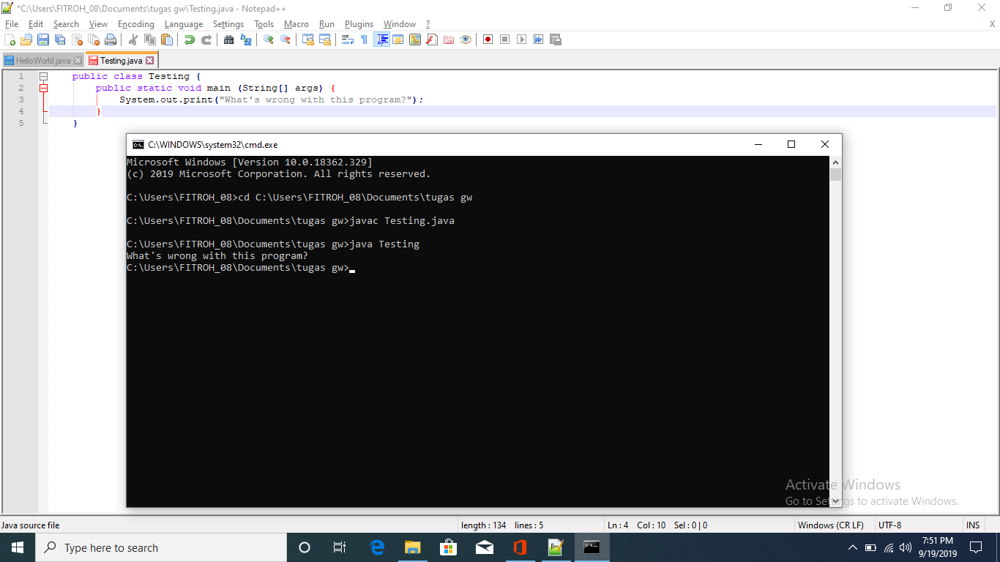 *C:\Users\FITROH_08\Documents\tugas gw\Testing.java - Notepad++
File Edit Search View Encoding Language Settings Tools Macro Run Plugins Window ? X
HelloWorld.java Testing.java
1 public class Testing {
2 public static void main (String[] args) {
3 System.out.print("What's wrong with this program?");
4 }
5 }
C:\WINDOWS\system32\cmd.exe
Microsoft Windows [Version 10.0.18362.329]
(c) 2019 Microsoft Corporation. All rights reserved.
C:\Users\FITROH_08>cd C:\Users\FITROH_08\Documents\tugas gw
C:\Users\FITROH_08\Documents\tugas gw>javac Testing.java
C:\Users\FITROH_08\Documents\tugas gw>java Testing
What's wrong with this program?
C:\Users\FITROH_08\Documents\tugas gw>
Activate Windows
Go to Settings to activate Windows.
Java source file length : 134 lines : 5 Ln : 4 Col : 10 Sel : 0 | 0 Windows (CR LF) UTF-8 INS
Type here to search
7:51 PM
9/19/2019